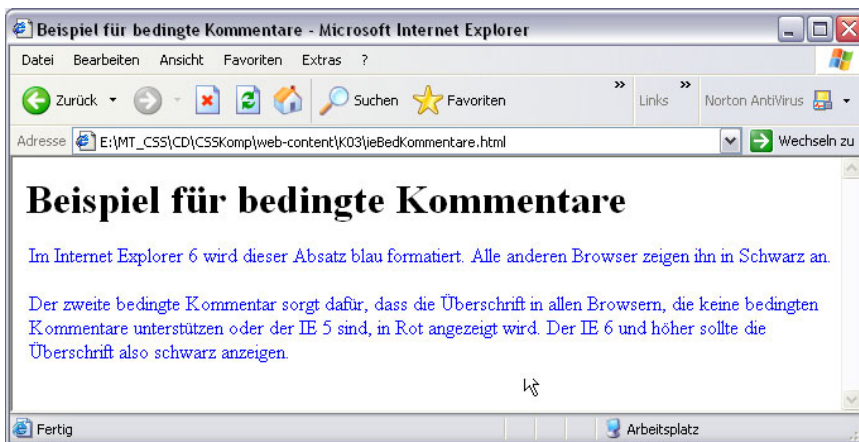 Beispiel für bedingte Kommentare - Microsoft Internet Explorer
Datei Bearbeiten Ansicht Favoriten Extras ?
Zurück Suchen Favoriten » Links » Norton AntiVirus
Adresse E:\MT_CSS\CD\CSSKomp\web-content\K03\ieBedKommentare.html Wechseln zu
Beispiel für bedingte Kommentare
Im Internet Explorer 6 wird dieser Absatz blau formatiert. Alle anderen Browser zeigen ihn in Schwarz an.
Der zweite bedingte Kommentar sorgt dafür, dass die Überschrift in allen Browsern, die keine bedingten
Kommentare unterstützen oder der IE 5 sind, in Rot angezeigt wird. Der IE 6 und höher sollte die
Überschrift also schwarz anzeigen.
Fertig Arbeitsplatz